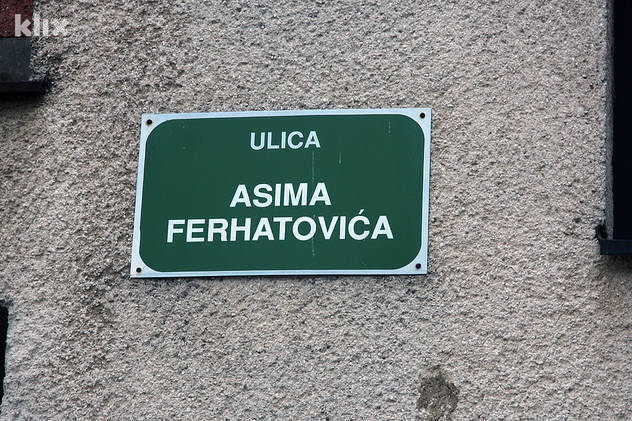 klix
ULICA
ASIMA
FERHATOVIĆA